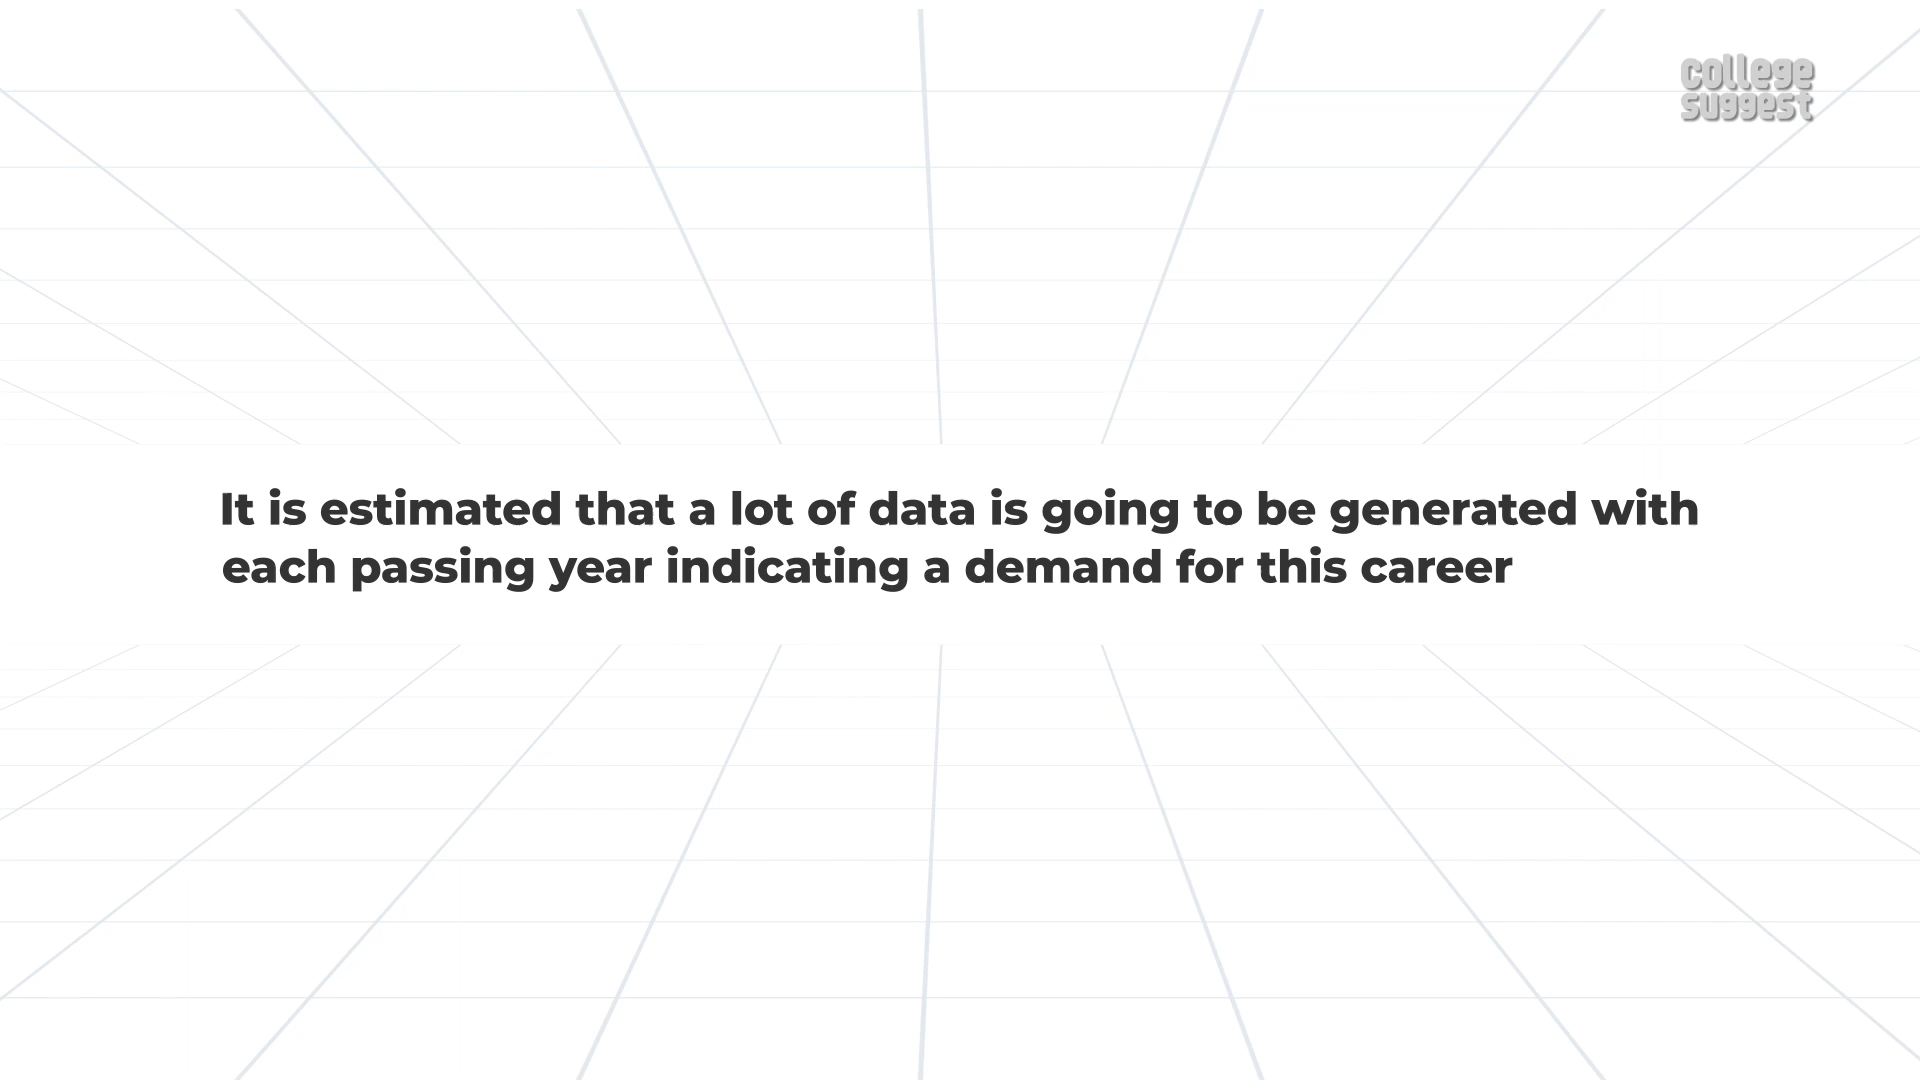 college
suggest
It is estimated that a lot of data is going to be generated with
each passing year indicating a demand for this career